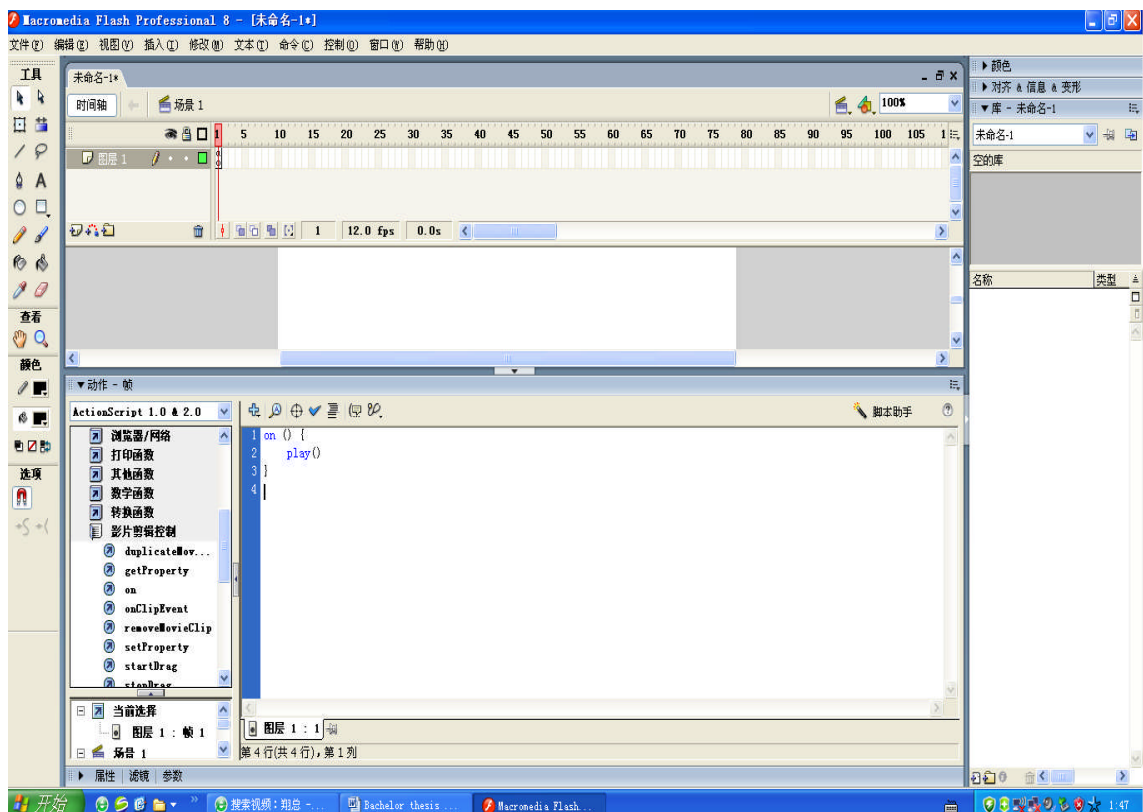 Macromedia Flash Professional 8 - [未命名-1*]
文件(F) 编辑(E) 视图(V) 插入(I) 修改(M) 文本(T) 命令(C) 控制(O) 窗口(W) 帮助(H)
工具
查看
颜色
选项
未命名-1*
时间轴 场景 1 100%
1 5 10 15 20 25 30 35 40 45 50 55 60 65 70 75 80 85 90 95 100 105 1
图层 1
1 12.0 fps 0.0s
▼动作 - 帧
ActionScript 1.0 & 2.0
脚本助手
浏览器/网络
打印函数
其他函数
数学函数
转换函数
影片剪辑控制
duplicateMov...
getProperty
on
onClipEvent
removeMovieClip
setProperty
startDrag
stopDrag
当前选择
图层 1 : 帧 1
场景 1
1 on () {
2 play()
3 }
4
图层 1 : 1
第 4 行(共 4 行), 第 1 列
属性 滤镜 参数
颜色
对齐 & 信息 & 变形
▼库 - 未命名-1
未命名-1
空的库
名称 类型
开始 搜索视频: 翔总 -... Bachelor thesis ... Macromedia Flash... 1:47